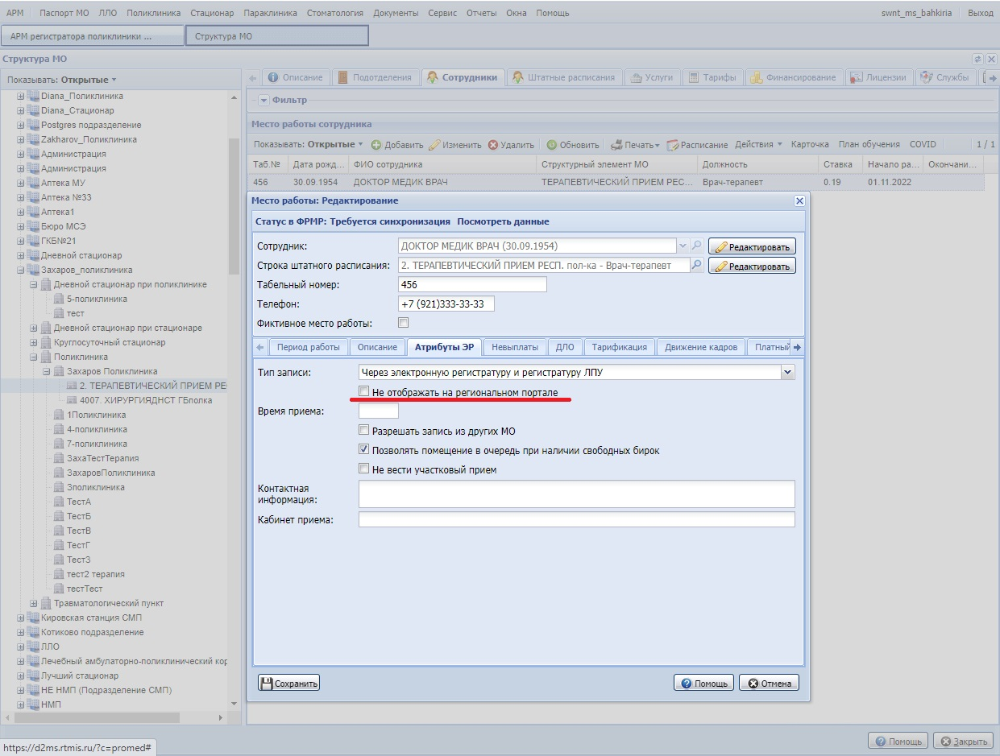 АРМ Паспорт МО ЛЛО Поликлиника Стационар Параклиника Стоматология Документы Сервис Отчеты Окна Помощь swnt_ms_bahkiria Выход
АРМ регистратора поликлиники ... Структура МО
Структура МО
Показывать: Открытые
Описание Подотделения Сотрудники Штатные расписания Услуги Тарифы Финансирование Лицензии Службы
Фильтр
Место работы сотрудника
Показывать: Открытые Добавить Изменить Удалить Обновить Печать Расписание Действия Карточка План обучения COVID 1 / 1
Таб.№ Дата рожд... ФИО сотрудника Структурный элемент МО Должность Ставка Начало ра... Окончани...
456 30.09.1954 ДОКТОР МЕДИК ВРАЧ ТЕРАПЕВТИЧЕСКИЙ ПРИЕМ РЕС... Врач-терапевт 0.19 01.11.2022
Diana_Поликлиника
Diana_Стационар
Postgres подразделение
Zakharov_Поликлиника
Администрация
Администрация
Аптека МУ
Аптека №33
Аптека1
Бюро МСЭ
ГКБ№21
Дневной стационар
Захаров_поликлиника
Дневной стационар при поликлинике
5-поликлиника
тест
Дневной стационар при стационаре
Круглосуточный стационар
Поликлиника
Захаров Поликлиника
2. ТЕРАПЕВТИЧЕСКИЙ ПРИЕМ РЕ
4007. ХИРУРГИЯДНСТ ГБполка
1Поликлиника
4-поликлиника
7-поликлиника
ЗахаТестТерапия
ЗахаровПоликлиника
Зполиклиника
ТестА
ТестБ
ТестВ
ТестГ
ТестЗ
тест2 терапия
тестТест
Травматологический пункт
Кировская станция СМП
Котиково подразделение
ЛЛО
Лечебный амбулаторно-поликлинический кор
Лучший стационар
НЕ НМП (Подразделение СМП)
НМП
Место работы: Редактирование
Статус в ФРМР: Требуется синхронизация Посмотреть данные
Сотрудник: ДОКТОР МЕДИК ВРАЧ (30.09.1954) Редактировать
Строка штатного расписания: 2. ТЕРАПЕВТИЧЕСКИЙ ПРИЕМ РЕСП. пол-ка - Врач-терапевт Редактировать
Табельный номер: 456
Телефон: +7 (921)333-33-33
Фиктивное место работы:
Период работы Описание Атрибуты ЭР Невыплаты ДЛО Тарификация Движение кадров Платный
Тип записи: Через электронную регистратуру и регистратуру ЛПУ
Не отображать на региональном портале
Время приема:
Разрешать запись из других МО
Позволять помещение в очередь при наличии свободных бирок
Не вести участковый прием
Контактная
информация:
Кабинет приема:
Сохранить Помощь Отмена
Помощь Закрыть
https://d2ms.rtmis.ru/?c=promed#